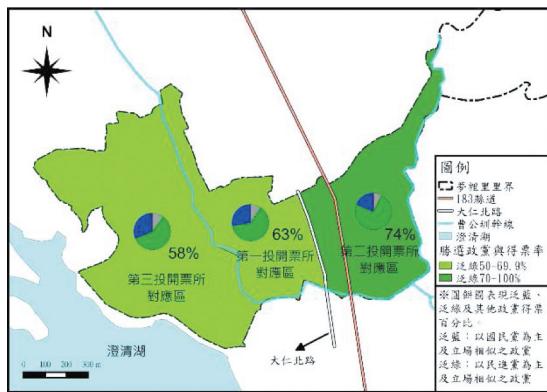 N
58%
第三投開票所
對應區
63%
第一投開票所
對應區
74%
第二投開票所
對應區
大仁北路
澄清湖
0 100 200 300 m
圖例
夢裡里里界
183縣道
大仁北路
曹公圳幹線
澄清湖
勝選政黨與得票率
泛綠50-69.9%
泛綠70-100%
※圓餅圖表現泛藍、
泛綠及其他政黨得票
百分比。
泛藍：以國民黨為主
及立場相似之政黨
泛綠：以民進黨為主
及立場相似之政黨